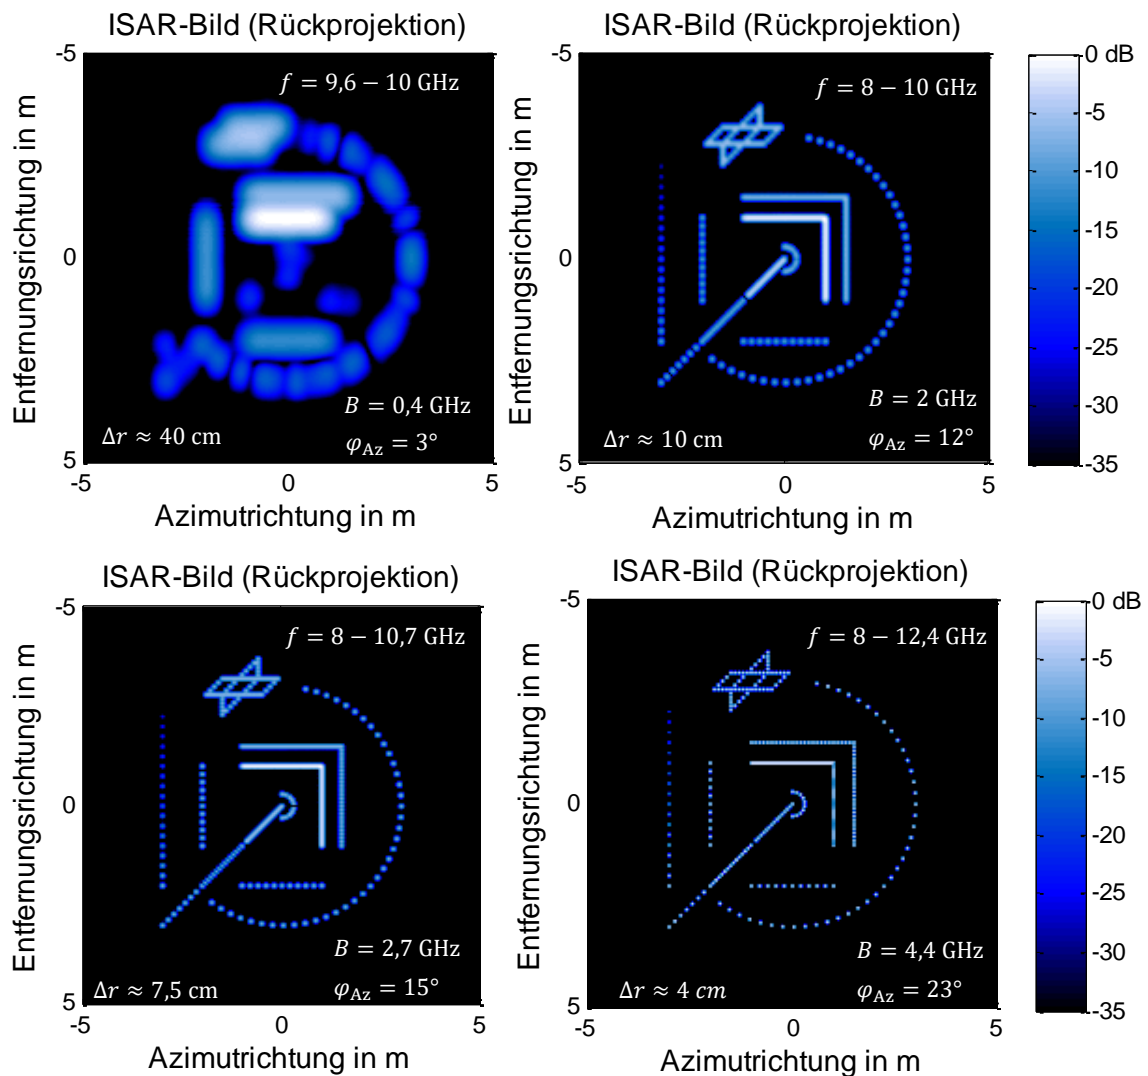 ISAR-Bild (Rückprojektion)
-5
f = 9,6 – 10 GHz
Entfernungsrichtung in m
0
B = 0,4 GHz
Δr ≈ 40 cm
φ_Az = 3°
5
-5
0
5
Azimutrichtung in m
ISAR-Bild (Rückprojektion)
-5
f = 8 – 10 GHz
Entfernungsrichtung in m
0
B = 2 GHz
Δr ≈ 10 cm
φ_Az = 12°
5
-5
0
5
Azimutrichtung in m
0 dB
-5
-10
-15
-20
-25
-30
-35
ISAR-Bild (Rückprojektion)
-5
f = 8 – 10,7 GHz
Entfernungsrichtung in m
0
B = 2,7 GHz
Δr ≈ 7,5 cm
φ_Az = 15°
5
-5
0
5
Azimutrichtung in m
ISAR-Bild (Rückprojektion)
-5
f = 8 – 12,4 GHz
Entfernungsrichtung in m
0
B = 4,4 GHz
Δr ≈ 4 cm
φ_Az = 23°
5
-5
0
5
Azimutrichtung in m
0 dB
-5
-10
-15
-20
-25
-30
-35